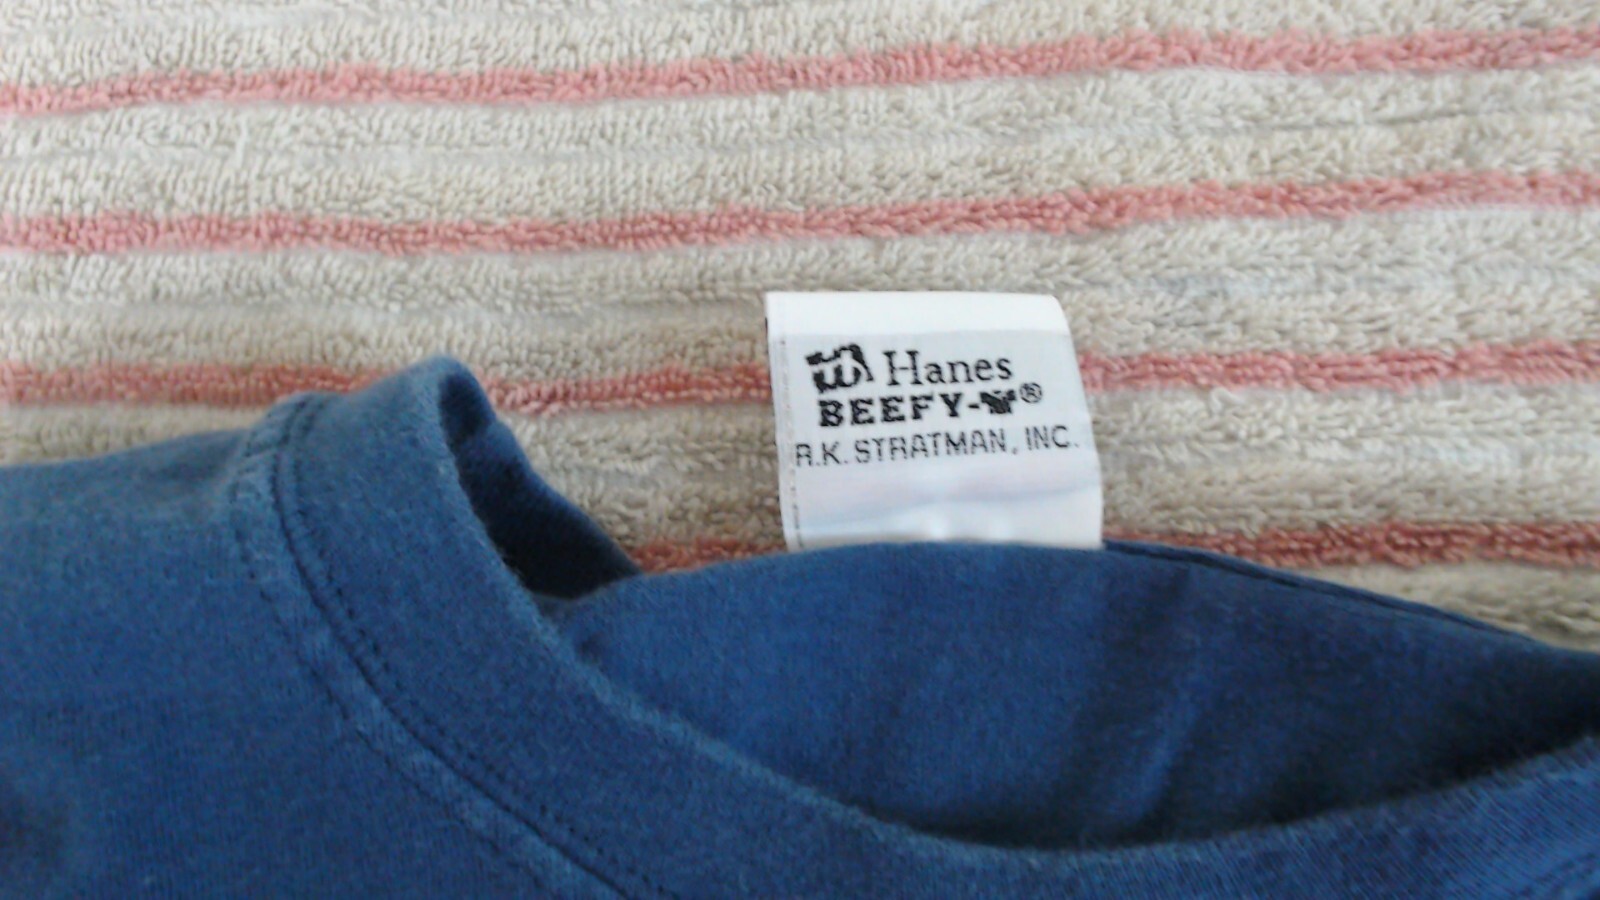 Hanes
BEEFY-T®
R.K. STRATMAN, INC.